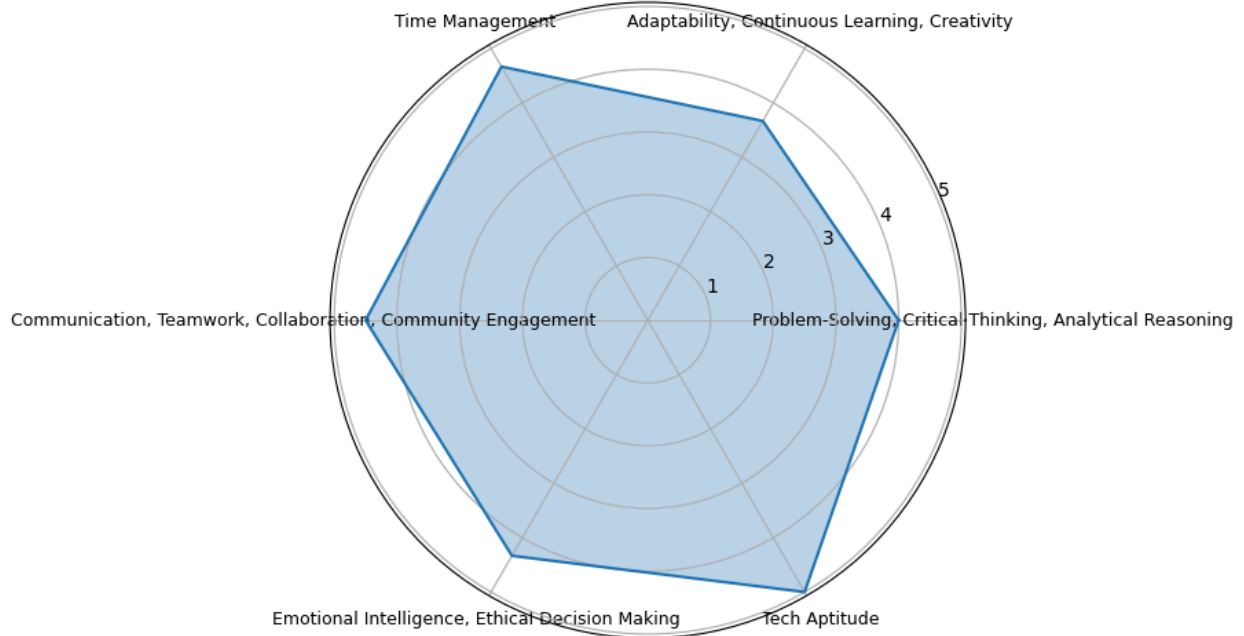 Time Management
Adaptability, Continuous Learning, Creativity
5
4
3
2
1
Communication, Teamwork, Collaboration, Community Engagement
Problem-Solving, Critical-Thinking, Analytical Reasoning
Emotional Intelligence, Ethical Decision Making
Tech Aptitude